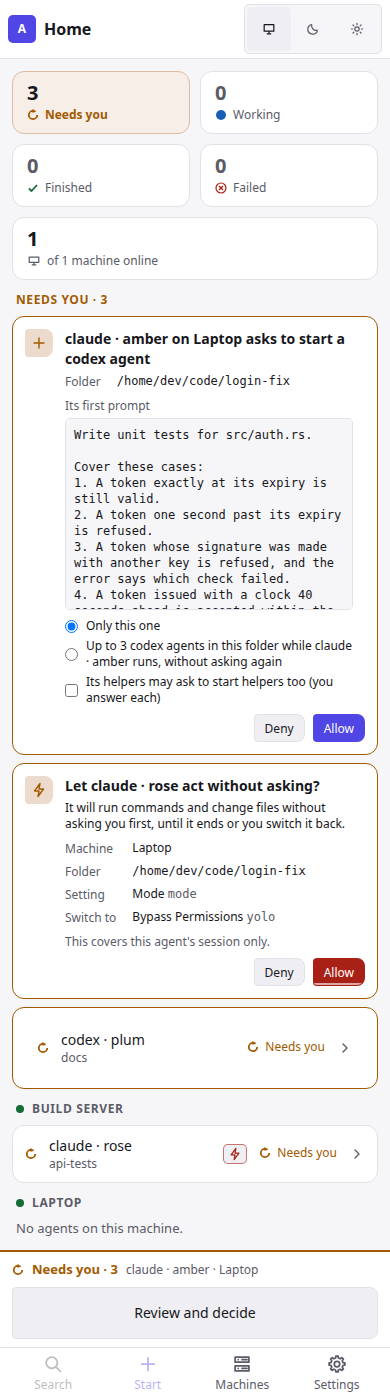 A Home
3
Needs you
0
Working
0
Finished
0
Failed
1
of 1 machine online
NEEDS YOU · 3
claude · amber on Laptop asks to start a
codex agent
Folder /home/dev/code/login-fix
Its first prompt
Write unit tests for src/auth.rs.
Cover these cases:
1. A token exactly at its expiry is
still valid.
2. A token one second past its expiry
is refused.
3. A token whose signature was made
with another key is refused, and the
error says which check failed.
4. A token issued with a clock 40
seconds ahead is accepted within the
Only this one
Up to 3 codex agents in this folder while claude
· amber runs, without asking again
Its helpers may ask to start helpers too (you
answer each)
Deny Allow
Let claude · rose act without asking?
It will run commands and change files without
asking you first, until it ends or you switch it back.
Machine Laptop
Folder /home/dev/code/login-fix
Setting Mode mode
Switch to Bypass Permissions yolo
This covers this agent's session only.
Deny Allow
codex · plum
docs
Needs you
BUILD SERVER
claude · rose
api-tests
Needs you
LAPTOP
No agents on this machine.
Needs you · 3 claude · amber · Laptop
Review and decide
Search Start Machines Settings